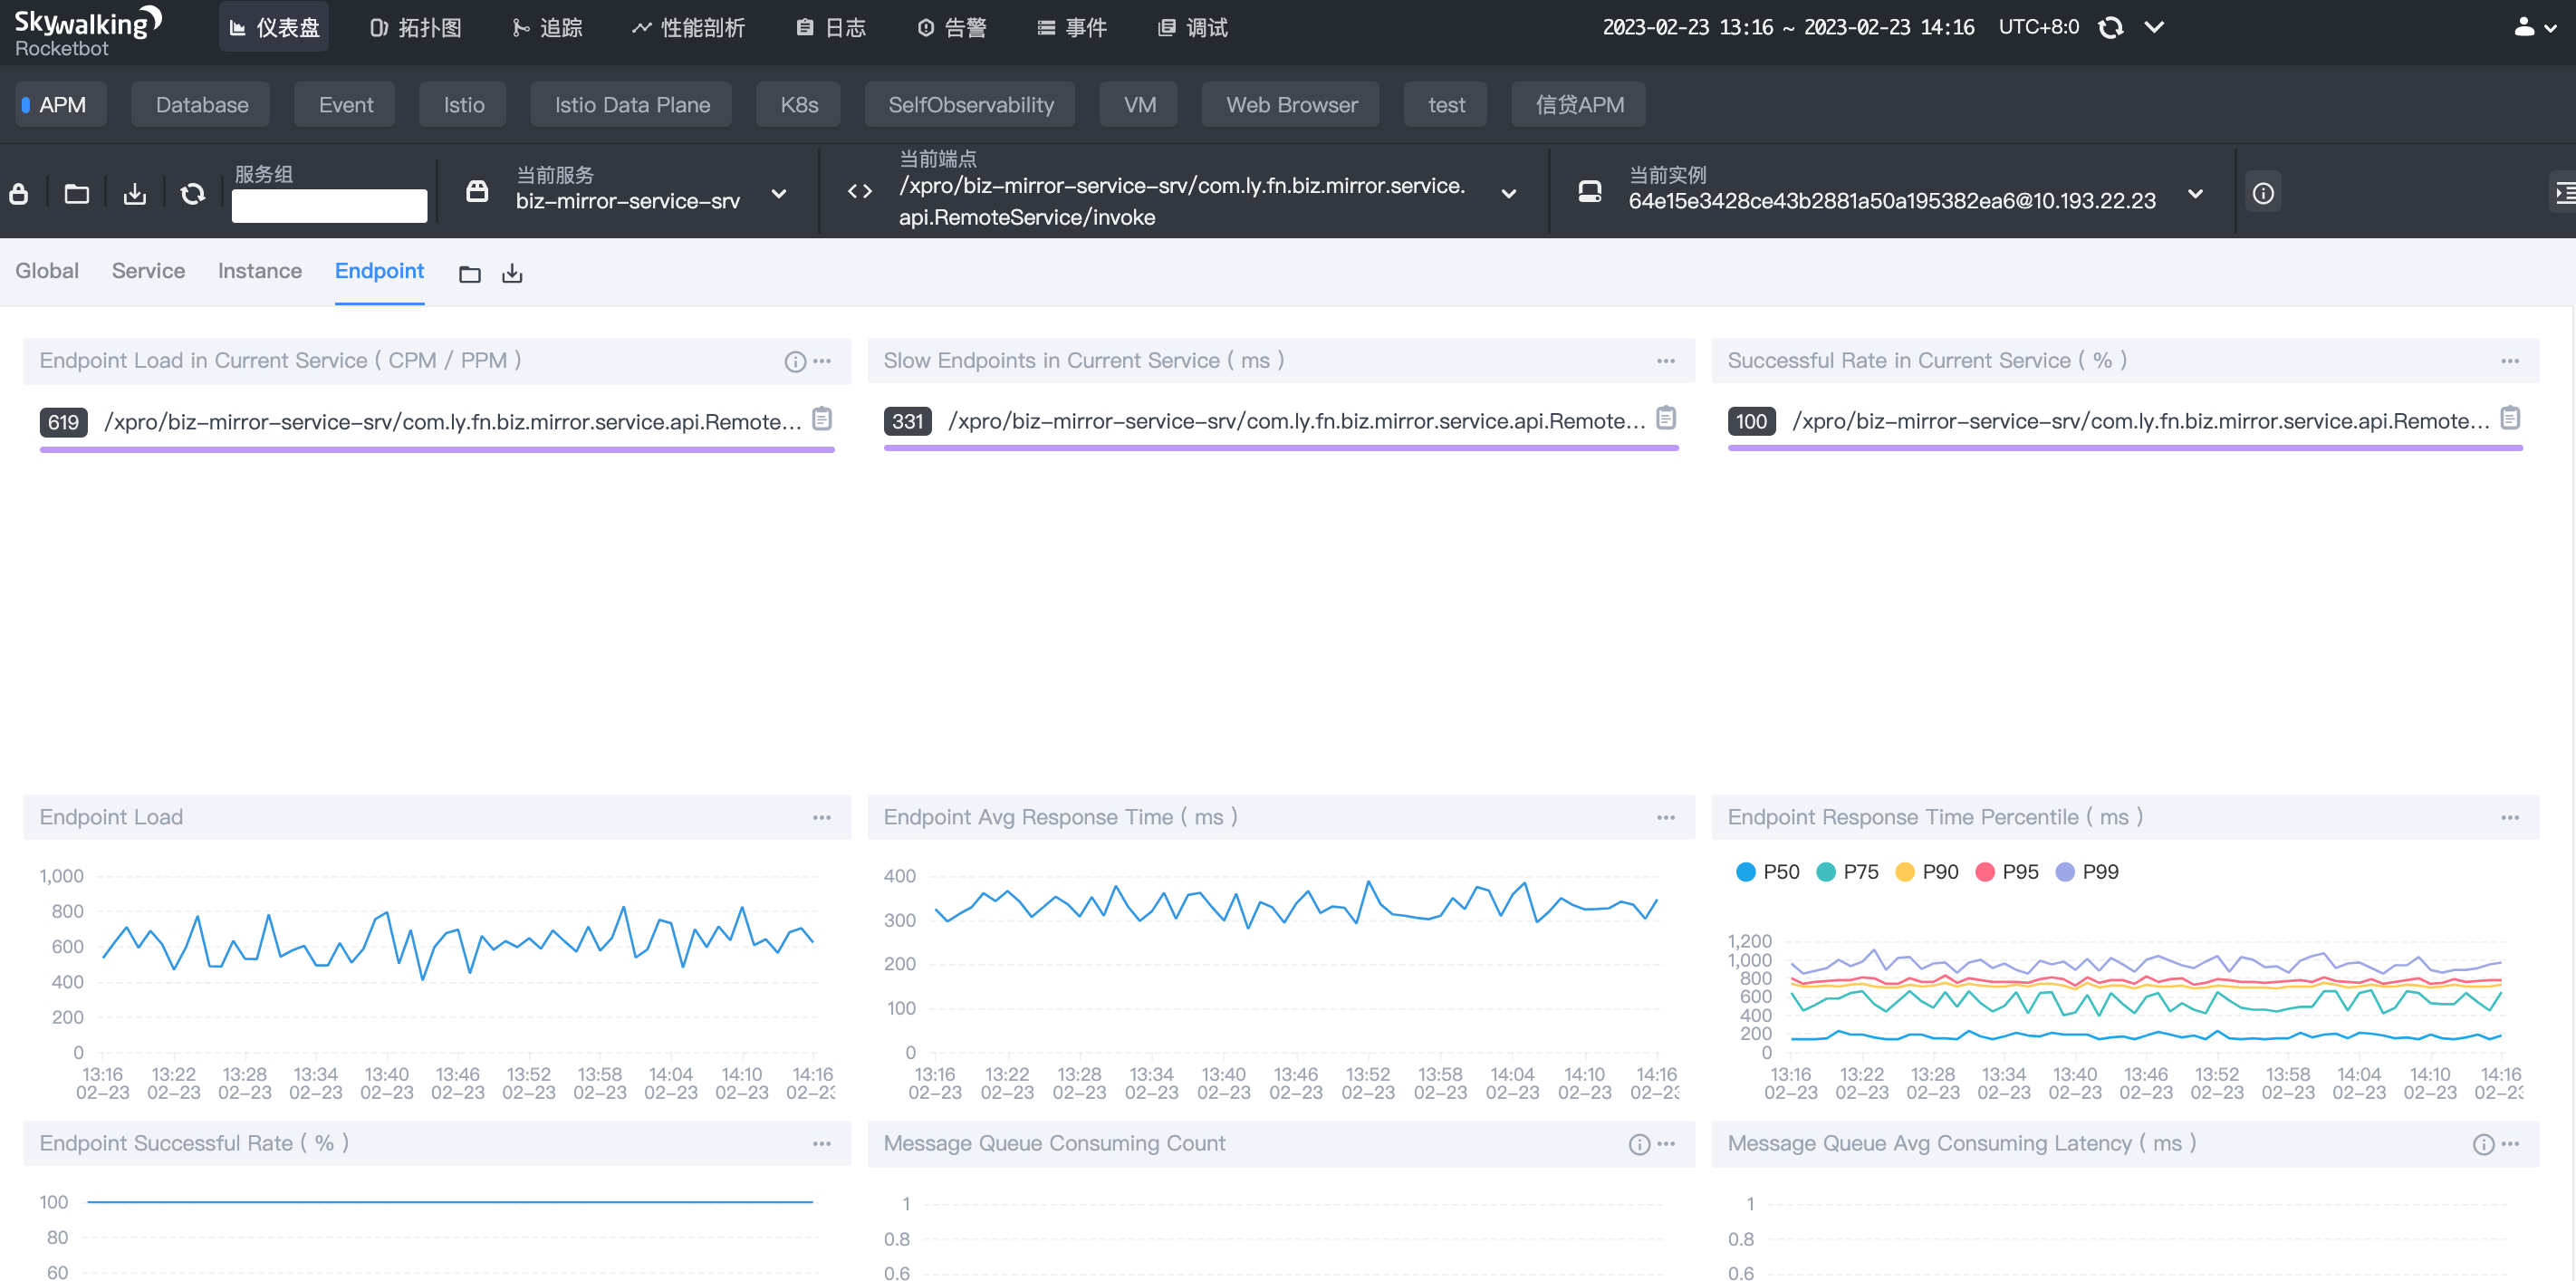 Skywalking
Rocketbot
仪表盘 拓扑图 追踪 性能剖析 日志 告警 事件 调试
2023-02-23 13:16 ~ 2023-02-23 14:16 UTC+8:0
APM Database Event Istio Istio Data Plane K8s SelfObservability VM Web Browser test 信贷APM
服务组
当前服务
biz-mirror-service-srv
当前端点
/xpro/biz-mirror-service-srv/com.ly.fn.biz.mirror.service.
api.RemoteService/invoke
当前实例
64e15e3428ce43b2881a50a195382ea6@10.193.22.23
Global Service Instance Endpoint
Endpoint Load in Current Service ( CPM / PPM )
619 /xpro/biz-mirror-service-srv/com.ly.fn.biz.mirror.service.api.Remote...
Slow Endpoints in Current Service ( ms )
331 /xpro/biz-mirror-service-srv/com.ly.fn.biz.mirror.service.api.Remote...
Successful Rate in Current Service ( % )
100 /xpro/biz-mirror-service-srv/com.ly.fn.biz.mirror.service.api.Remote...
Endpoint Load
1,000
800
600
400
200
0
13:16 13:22 13:28 13:34 13:40 13:46 13:52 13:58 14:04 14:10 14:16
02-23 02-23 02-23 02-23 02-23 02-23 02-23 02-23 02-23 02-23 02-23
Endpoint Avg Response Time ( ms )
400
300
200
100
0
13:16 13:22 13:28 13:34 13:40 13:46 13:52 13:58 14:04 14:10 14:16
02-23 02-23 02-23 02-23 02-23 02-23 02-23 02-23 02-23 02-23 02-23
Endpoint Response Time Percentile ( ms )
P50 P75 P90 P95 P99
1,200
1,000
800
600
400
200
0
13:16 13:22 13:28 13:34 13:40 13:46 13:52 13:58 14:04 14:10 14:16
02-23 02-23 02-23 02-23 02-23 02-23 02-23 02-23 02-23 02-23 02-23
Endpoint Successful Rate ( % )
100
80
60
Message Queue Consuming Count
1
0.8
0.6
Message Queue Avg Consuming Latency ( ms )
1
0.8
0.6